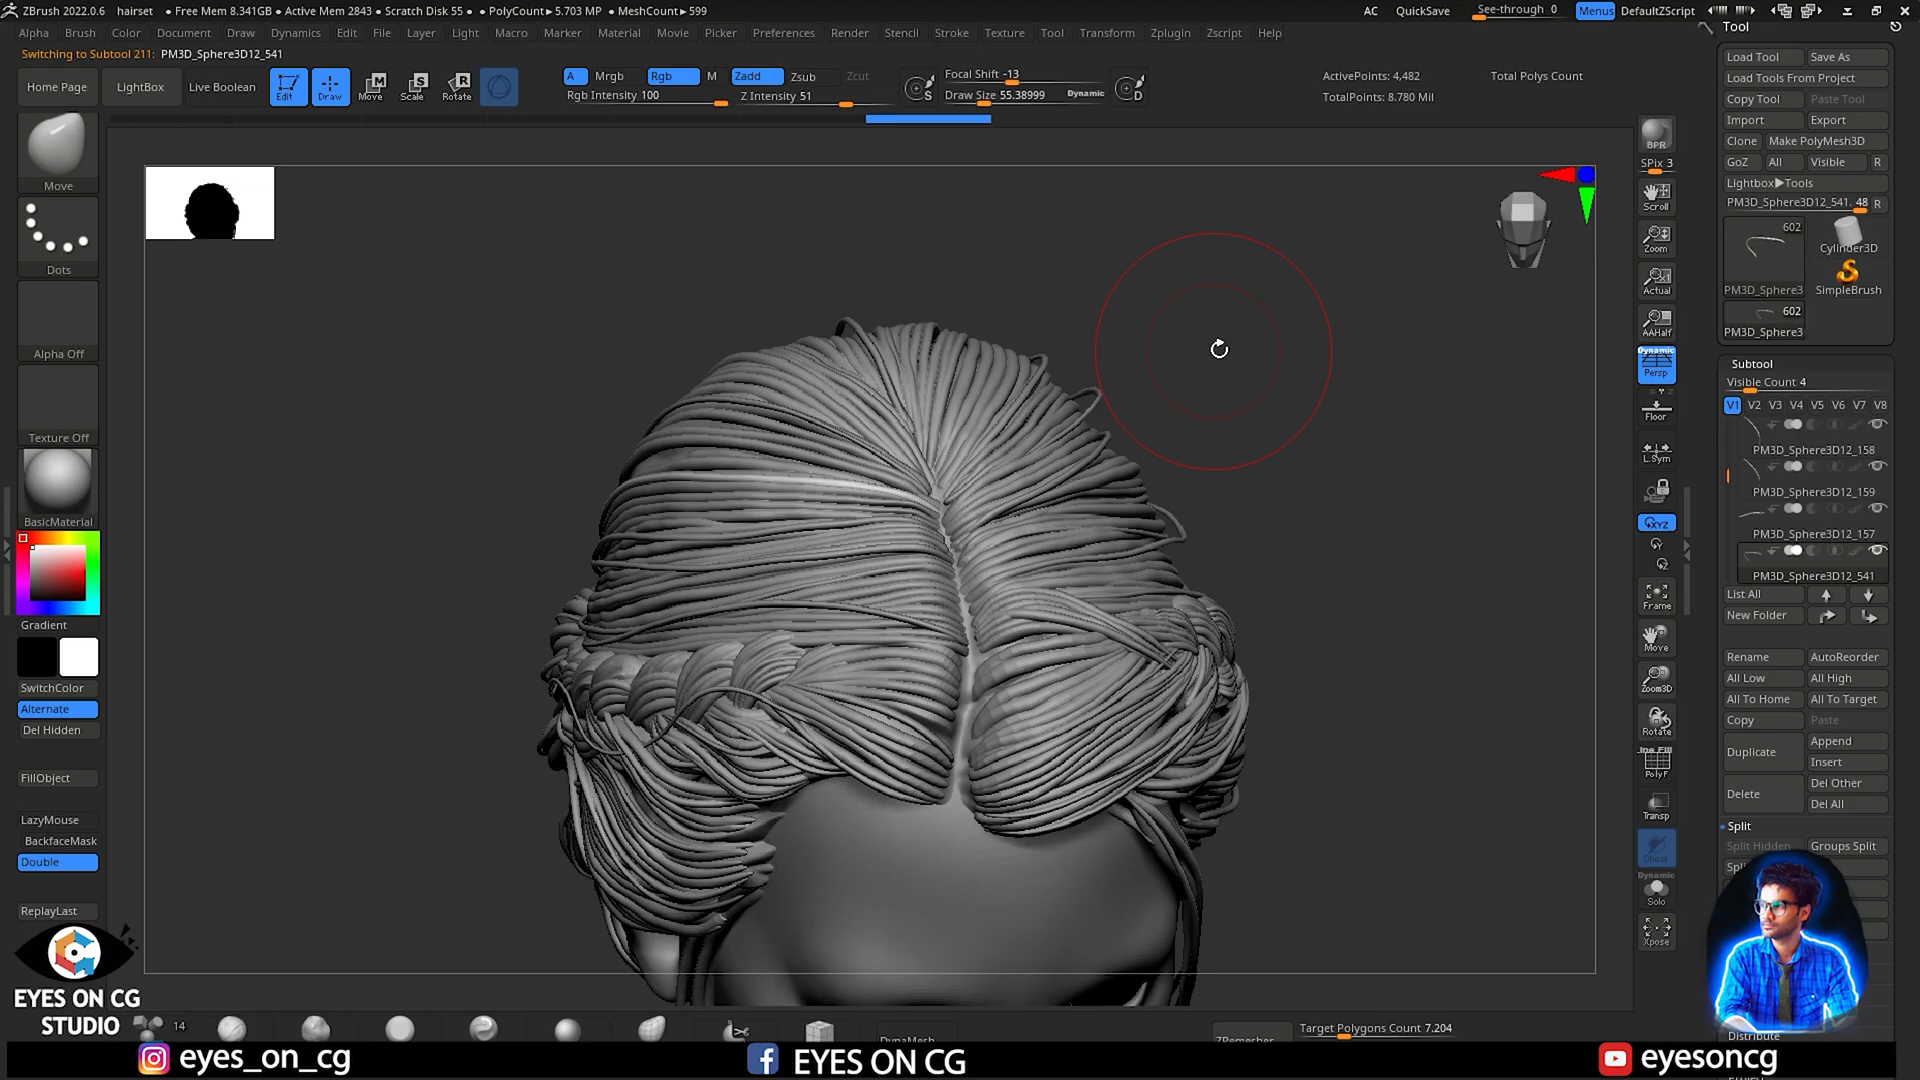 ZBrush 2022.0.6 hairset • Free Mem 8.341GB • Active Mem 2843 • Scratch Disk 55 • • PolyCount▸ 5.703 MP • MeshCount▸ 599
AC QuickSave See-through 0 Menus DefaultZScript
Alpha Brush Color Document Draw Dynamics Edit File Layer Light Macro Marker Material Movie Picker Preferences Render Stencil Stroke Texture Tool Transform Zplugin Zscript Help
Switching to Subtool 211: PM3D_Sphere3D12_541
Home Page LightBox Live Boolean Edit Draw Move Scale Rotate
A Mrgb Rgb M Zadd Zsub Zcut
Rgb Intensity 100 Z Intensity 51
Focal Shift -13
Draw Size 55.38999 Dynamic
S D
ActivePoints: 4,482
TotalPoints: 8.780 Mil
Total Polys Count
Move
Dots
Alpha Off
Texture Off
BasicMaterial
Gradient
SwitchColor
Alternate
Del Hidden
FillObject
LazyMouse
BackfaceMask
Double
ReplayLast
BPR
SPix 3
Scroll
Zoom
Actual
AAHalf
Dynamic
Persp
Floor
L.Sym
XYZ
Y
Z
Frame
Move
Zoom3D
Rotate
Line Fill
PolyF
Transp
Ghost
Dynamic
Solo
Xpose
Tool
Load Tool Save As
Load Tools From Project
Copy Tool Paste Tool
Import Export
Clone Make PolyMesh3D
GoZ All Visible R
Lightbox▶Tools
PM3D_Sphere3D12_541. 48 R
602
PM3D_Sphere3
Cylinder3D
SimpleBrush
602
PM3D_Sphere3
Subtool
Visible Count 4
V1 V2 V3 V4 V5 V6 V7 V8
PM3D_Sphere3D12_158
PM3D_Sphere3D12_159
PM3D_Sphere3D12_157
PM3D_Sphere3D12_541
List All
New Folder
Rename AutoReorder
All Low All High
All To Home All To Target
Copy Paste
Duplicate Append
Insert
Delete Del Other
Del All
Split
Split Hidden Groups Split
Distribute
EYES ON CG
STUDIO
14
DynaMesh
ZRemesher
Target Polygons Count 7.204
eyes_on_cg
EYES ON CG
eyesoncg